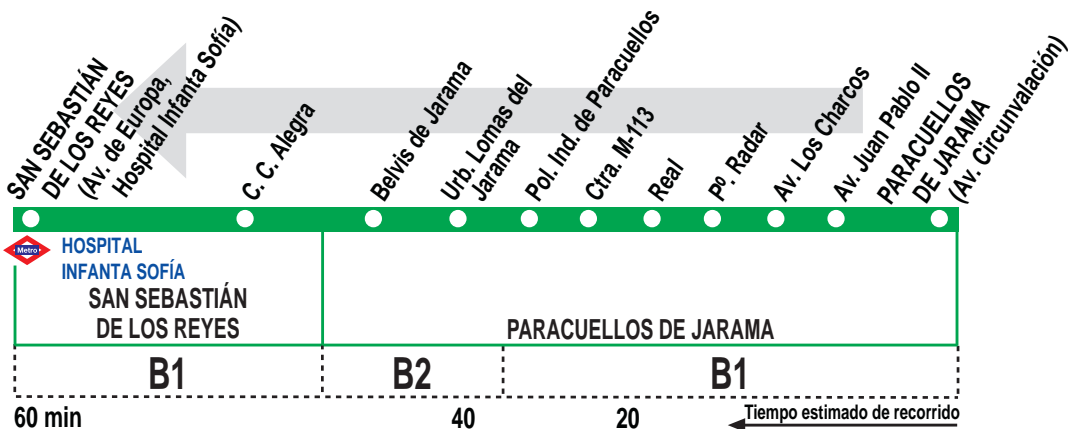 SAN SEBASTIÁN
DE LOS REYES
(Av. de Europa,
Hospital Infanta Sofía)
C. C. Alegra
Belvis de Jarama
Urb. Lomas del
Jarama
Pol. Ind. de Paracuellos
Ctra. M-113
Real
Pº. Radar
Av. Los Charcos
Av. Juan Pablo II
PARACUELLOS
DE JARAMA
(Av. Circunvalación)
Metro
HOSPITAL
INFANTA SOFÍA
SAN SEBASTIÁN
DE LOS REYES
PARACUELLOS DE JARAMA
B1
B2
B1
60 min
40
20
Tiempo estimado de recorrido